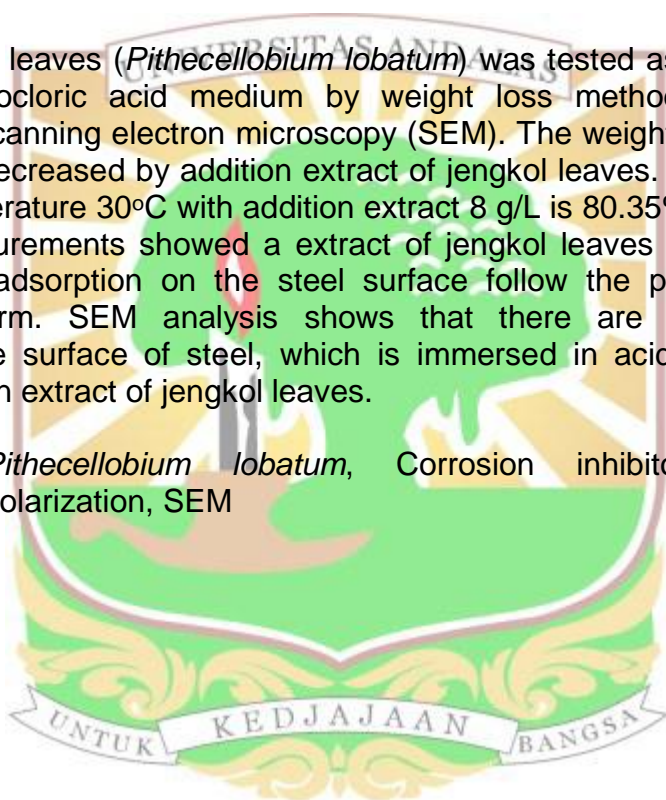 leaves (Pithecellobium lobatum) was tested as
UNIVERSITAS ANDALAS
ocloric acid medium by weight loss metho
canning electron microscopy (SEM). The weight
ecreased by addition extract of jengkol leaves.
erature 30°C with addition extract 8 g/L is 80.35
urements showed a extract of jengkol leaves
adsorption on the steel surface follow the p
rm. SEM analysis shows that there are
e surface of steel, which is immersed in acid
n extract of jengkol leaves.
Pithecellobium lobatum, Corrosion inhibito
olarization, SEM
UNTUK KEDJAJAAN BANGSA